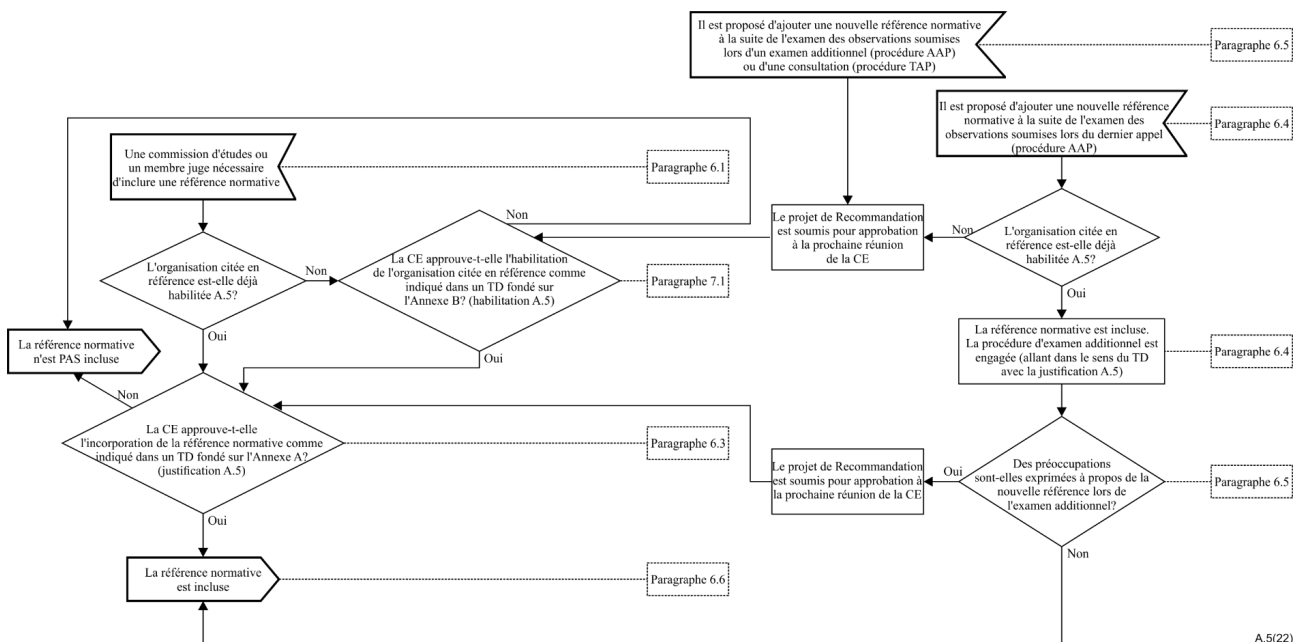 Il est proposé d'ajouter une nouvelle référence normative
à la suite de l'examen des observations soumises
lors d'un examen additionnel (procédure AAP)
ou d'une consultation (procédure TAP)
Paragraphe 6.5
Il est proposé d'ajouter une nouvelle référence
normative à la suite de l'examen des
observations soumises lors du dernier appel
(procédure AAP)
Paragraphe 6.4
Une commission d'études ou
un membre juge nécessaire
d'inclure une référence normative
Paragraphe 6.1
Non
Le projet de Recommandation
est soumis pour approbation
à la prochaine réunion
de la CE
Non
L'organisation citée en
référence est-elle déjà
habilitée A.5?
L'organisation citée en
référence est-elle déjà
habilitée A.5?
Non
La CE approuve-t-elle l'habilitation
de l'organisation citée en référence comme
indiqué dans un TD fondé sur
l'Annexe B? (habilitation A.5)
Paragraphe 7.1
Oui
Oui
Oui
La référence normative
n'est PAS incluse
La référence normative est incluse.
La procédure d'examen additionnel est
engagée (allant dans le sens du TD
avec la justification A.5)
Paragraphe 6.4
Non
La CE approuve-t-elle
l'incorporation de la référence normative comme
indiqué dans un TD fondé sur l'Annexe A?
(justification A.5)
Paragraphe 6.3
Le projet de Recommandation
est soumis pour approbation à
la prochaine réunion de la CE
Oui
Des préoccupations
sont-elles exprimées à propos de la
nouvelle référence lors de
l'examen additionnel?
Paragraphe 6.5
Oui
Non
La référence normative
est incluse
Paragraphe 6.6
A.5(22)